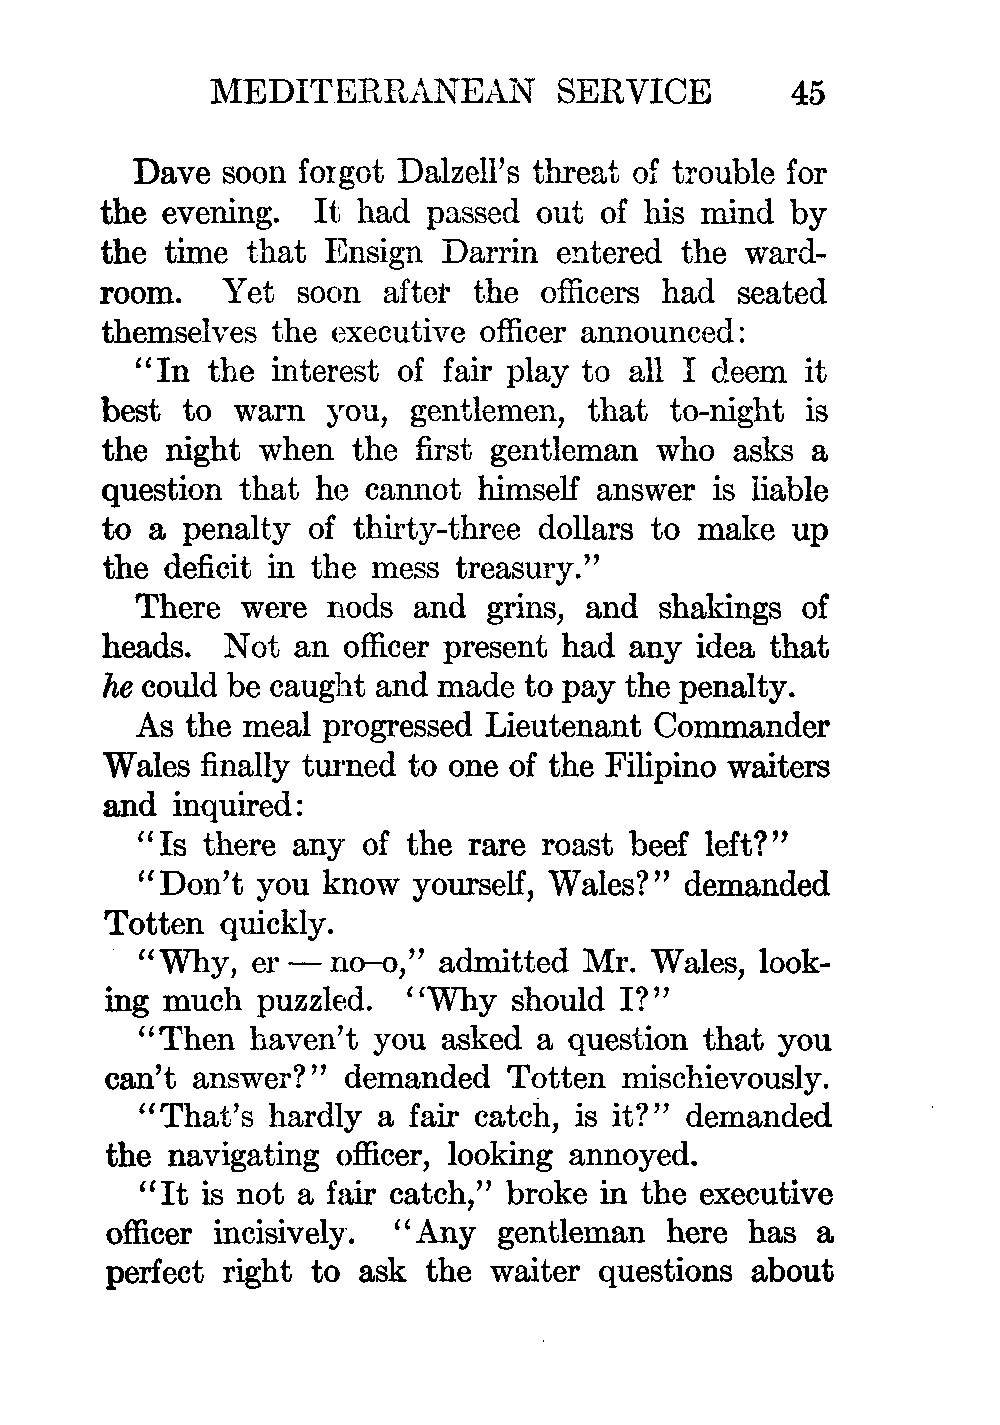 MEDITERRANEAN SERVICE 45
Dave soon forgot Dalzell's threat of trouble for
the evening. It had passed out of his mind by
the time that Ensign Darrin entered the ward-
room. Yet soon after the officers had seated
themselves the executive officer announced:
"In the interest of fair play to all I deem it
best to warn you, gentlemen, that to-night is
the night when the first gentleman who asks a
question that he cannot himself answer is liable
to a penalty of thirty-three dollars to make up
the deficit in the mess treasury."
There were nods and grins, and shakings of
heads. Not an officer present had any idea that
he could be caught and made to pay the penalty.
As the meal progressed Lieutenant Commander
Wales finally turned to one of the Filipino waiters
and inquired:
"Is there any of the rare roast beef left?"
"Don't you know yourself, Wales?" demanded
Totten quickly.
"Why, er — no–o," admitted Mr. Wales, look-
ing much puzzled. "Why should I?"
"Then haven't you asked a question that you
can't answer?" demanded Totten mischievously.
"That's hardly a fair catch, is it?" demanded
the navigating officer, looking annoyed.
"It is not a fair catch," broke in the executive
officer incisively. "Any gentleman here has a
perfect right to ask the waiter questions about